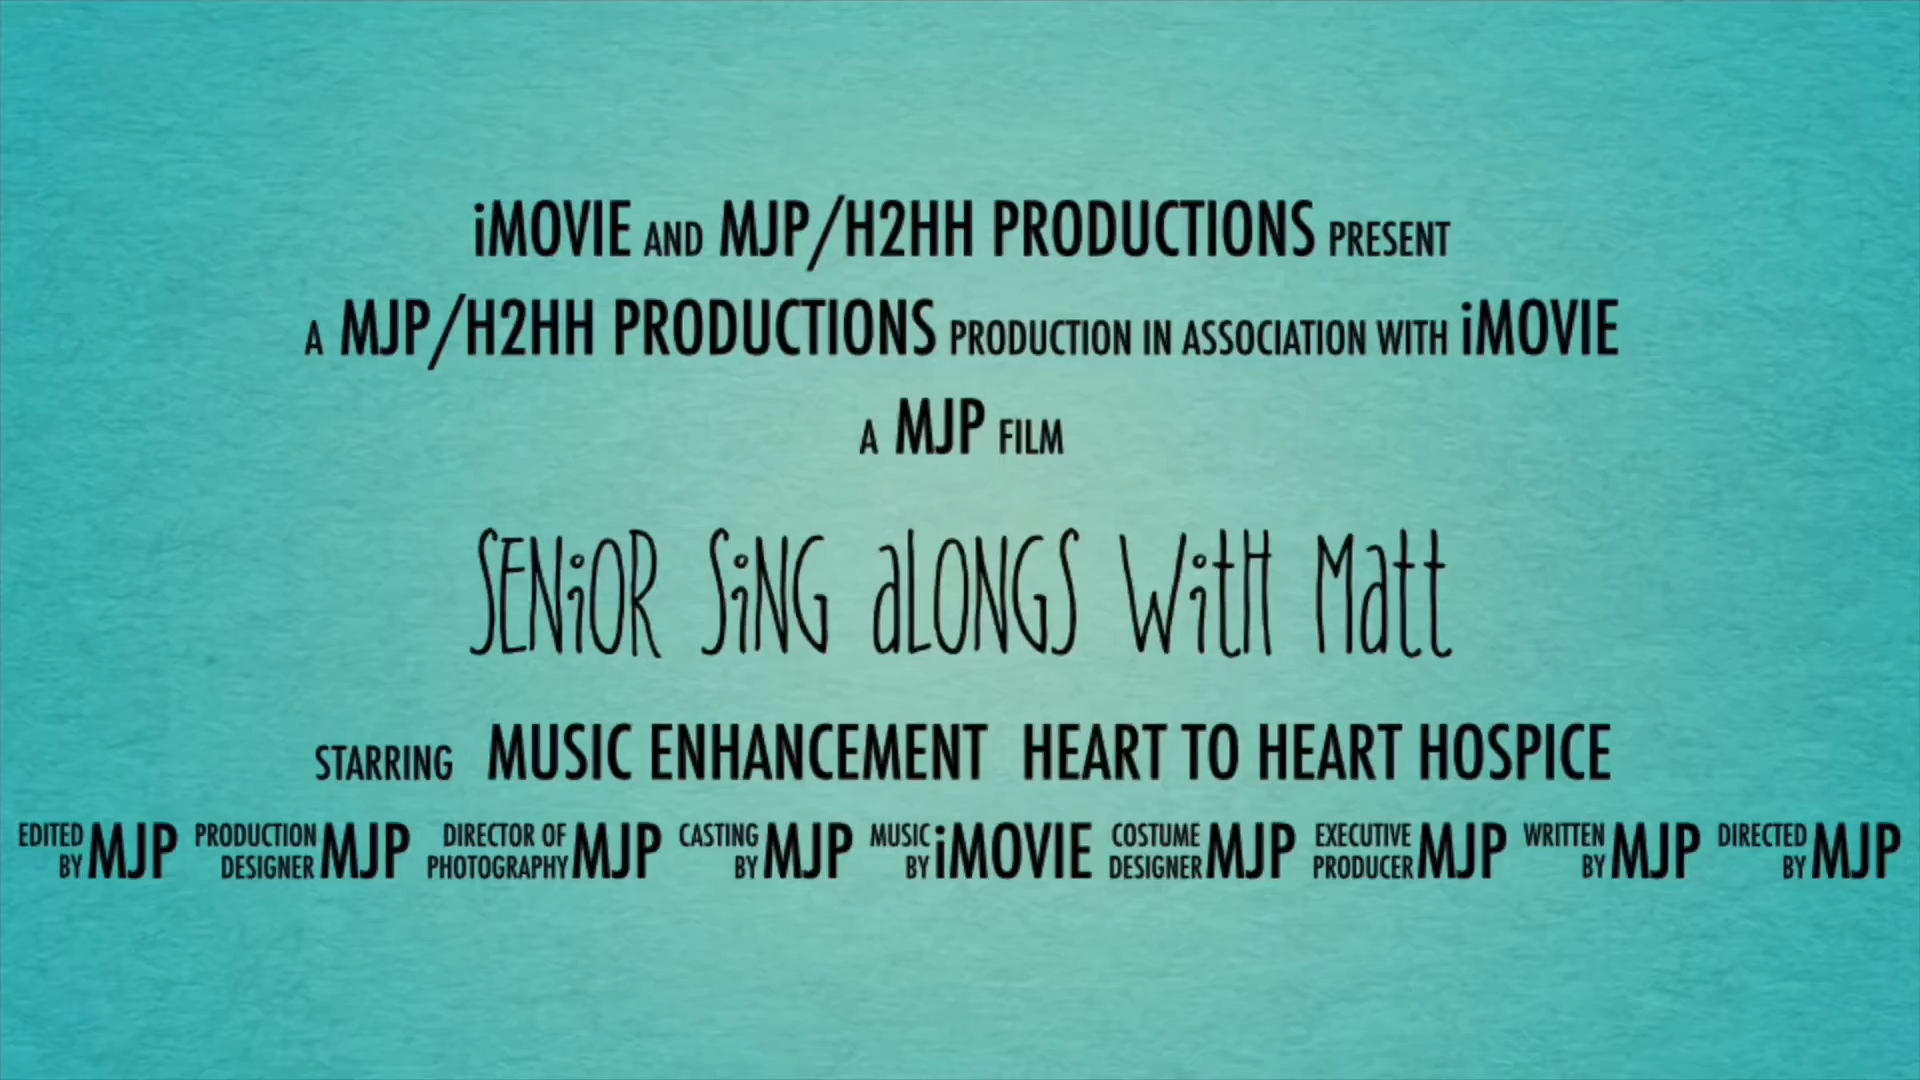 iMOVIE AND MJP/H2HH PRODUCTIONS PRESENT
A MJP/H2HH PRODUCTIONS PRODUCTION IN ASSOCIATION WITH iMOVIE
A MJP FILM
SENiOR SiNG aLONGS WitH Matt
STARRING MUSIC ENHANCEMENT HEART TO HEART HOSPICE
EDITED BY MJP PRODUCTION DESIGNER MJP DIRECTOR OF PHOTOGRAPHY MJP CASTING BY MJP MUSIC BY iMOVIE COSTUME DESIGNER MJP EXECUTIVE PRODUCER MJP WRITTEN BY MJP DIRECTED BY MJP